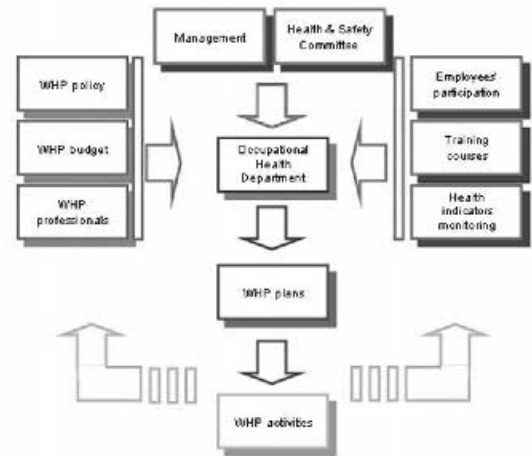 Management
Health & Safety
Committee
WHP policy
WHP budget
WHP
professionals
Occupational
Health
Department
Employees'
participation
Training
courses
Health
indicators
monitoring
WHP plans
WHP activities